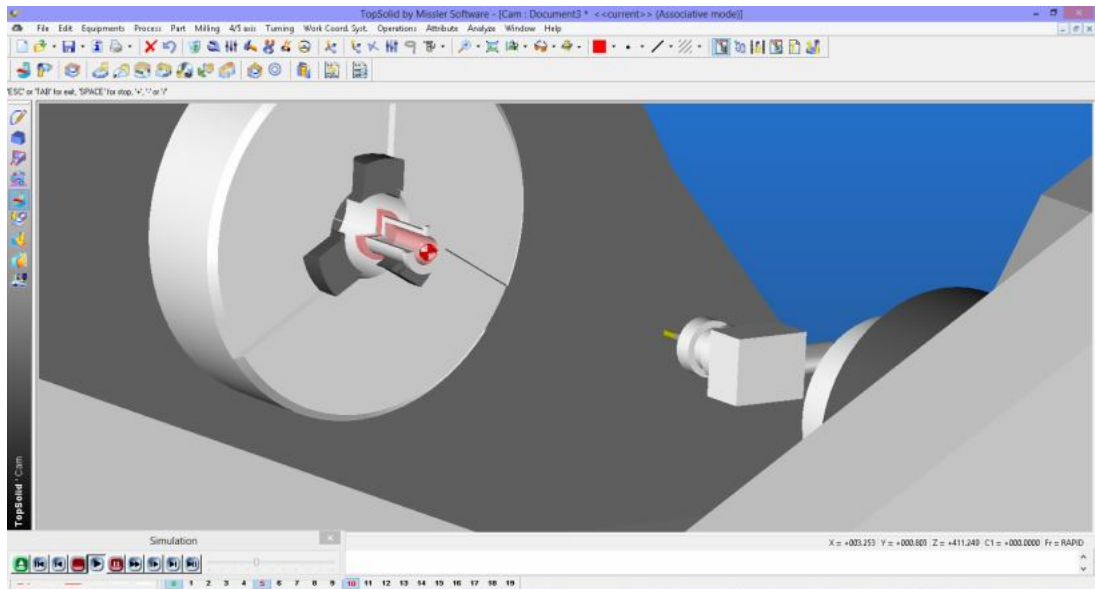 TopSolid by Missler Software - [Cam : Document3 * <<current>> (Associative mode)]
File Edit Equipments Process Part Milling 4/5 axis Turning Work Coord. Syst. Operations Attribute Analyze Window Help
'ESC' or 'TAB' for exit, 'SPACE' for stop, '+', '-' or '/'
TopSolid'Cam
Simulation
X = +003.253 Y = +000.803 Z = +411.249 C1 = +000.0000 Fr = RAPID
0 1 2 3 4 5 6 7 8 9 10 11 12 13 14 15 16 17 18 19